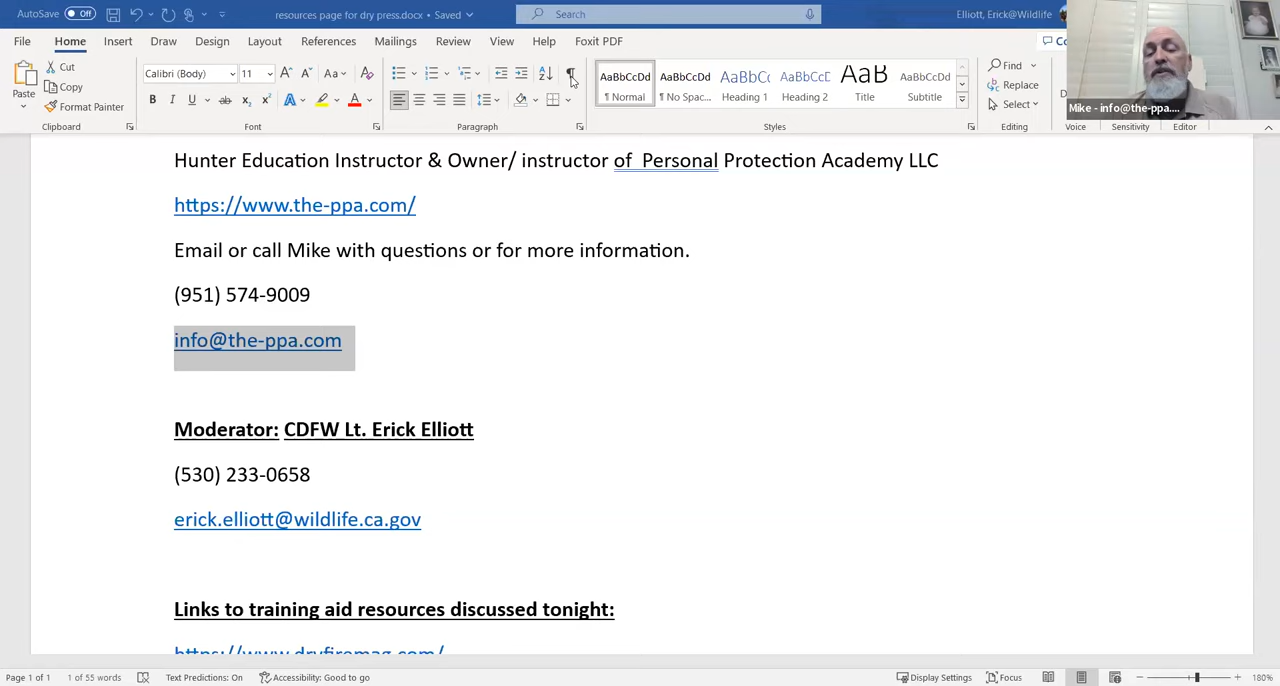 AutoSave Off resources page for dry press.docx • Saved Search Elliott, Erick@Wildlife
File Home Insert Draw Design Layout References Mailings Review View Help Foxit PDF
Paste
Cut
Copy
Format Painter
Calibri (Body) 11
Find
Replace
Select
AaBbCcDd AaBbCcDd AaBbCc AaBbCcD AaB AaBbCcDd
¶ Normal ¶ No Spac... Heading 1 Heading 2 Title Subtitle
Clipboard Font Paragraph Styles Editing Voice Sensitivity Editor
Mike - info@the-ppa....
Hunter Education Instructor & Owner/ instructor of Personal Protection Academy LLC
https://www.the-ppa.com/
Email or call Mike with questions or for more information.
(951) 574-9009
info@the-ppa.com
Moderator: CDFW Lt. Erick Elliott
(530) 233-0658
erick.elliott@wildlife.ca.gov
Links to training aid resources discussed tonight:
https://www.dryfiremag.com/
Page 1 of 1 1 of 55 words Text Predictions: On Accessibility: Good to go Display Settings Focus 180%